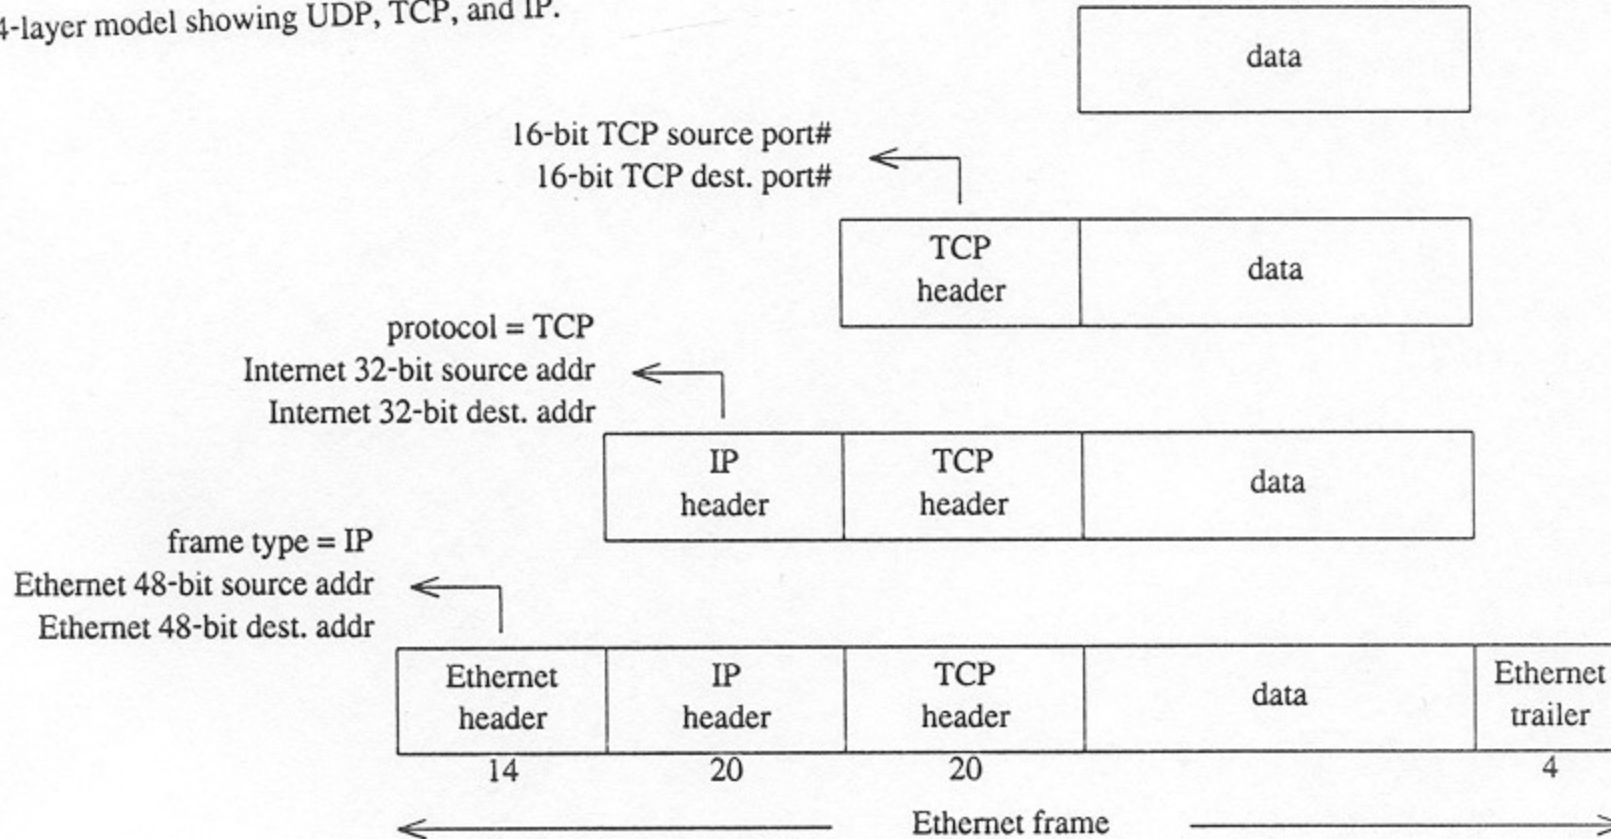 4-layer model showing UDP, TCP, and IP.
data
16-bit TCP source port#
16-bit TCP dest. port#
TCP
header
data
protocol = TCP
Internet 32-bit source addr
Internet 32-bit dest. addr
IP
header
TCP
header
data
frame type = IP
Ethernet 48-bit source addr
Ethernet 48-bit dest. addr
Ethernet
header
IP
header
TCP
header
data
Ethernet
trailer
14
20
20
4
Ethernet frame